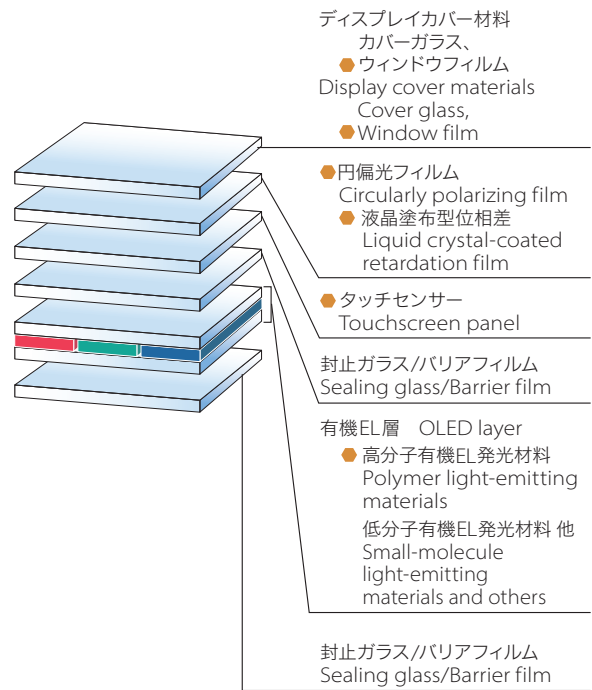 ディスプレイカバー材料
カバーガラス、
ウィンドウフィルム
Display cover materials
Cover glass,
Window film
円偏光フィルム
Circularly polarizing film
液晶塗布型位相差
Liquid crystal-coated
retardation film
タッチセンサー
Touchscreen panel
封止ガラス/バリアフィルム
Sealing glass/Barrier film
有機EL層　OLED layer
高分子有機EL発光材料
Polymer light-emitting
materials
低分子有機EL発光材料 他
Small-molecule
light-emitting
materials and others
封止ガラス/バリアフィルム
Sealing glass/Barrier film